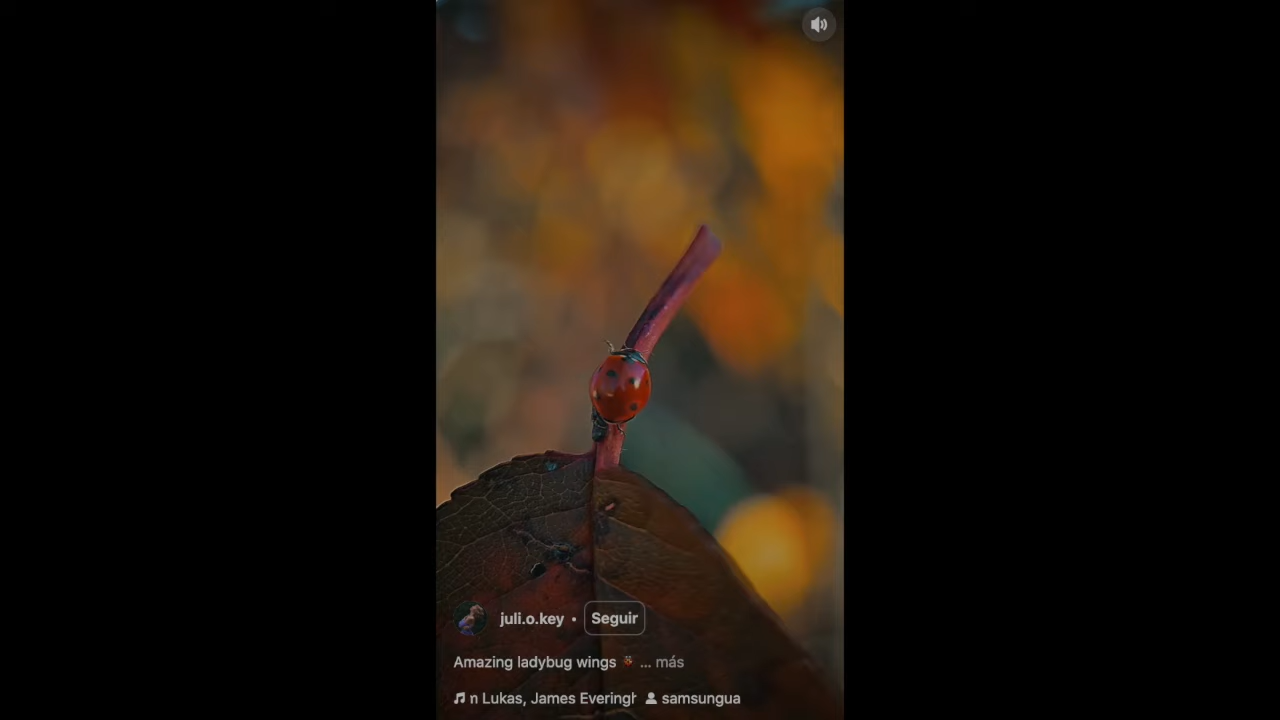 juli.o.key • Seguir
Amazing ladybug wings 🐞 ... más
n Lukas, James Everingh samsungua